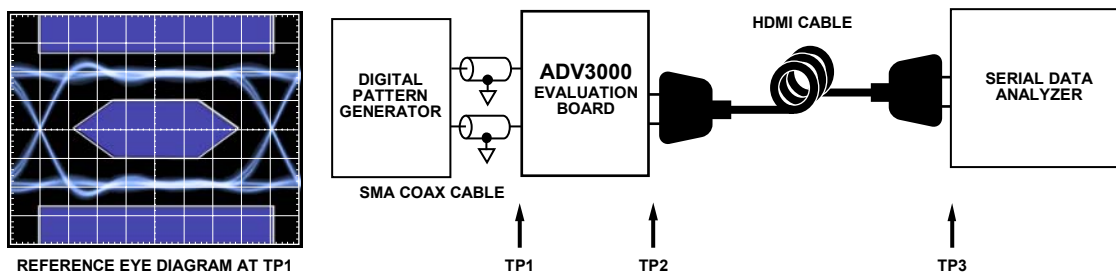 REFERENCE EYE DIAGRAM AT TP1
DIGITAL
PATTERN
GENERATOR
SMA COAX CABLE
ADV3000
EVALUATION
BOARD
HDMI CABLE
SERIAL DATA
ANALYZER
TP1
TP2
TP3